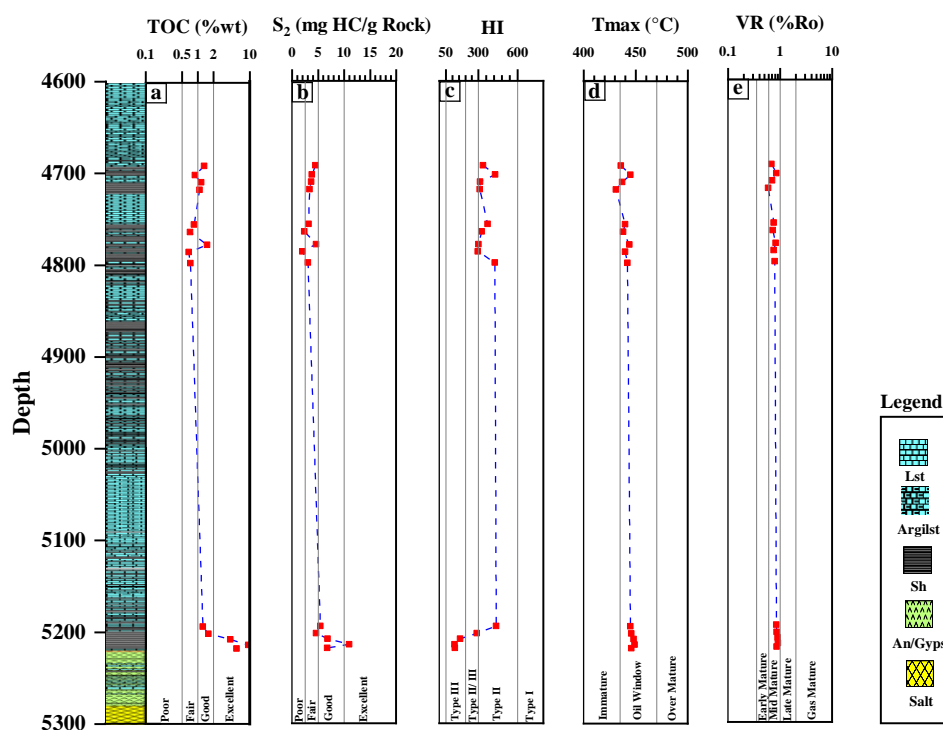 TOC (%wt)
S₂ (mg HC/g Rock)
HI
Tmax (°C)
VR (%Ro)
0.1 0.5 1 2 10
0 5 10 15 20
50 300 600
400 500
0.1 1 10
a
b
c
d
e
Depth
4600
4700
4800
4900
5000
5100
5200
5300
Poor
Fair
Good
Excellent
Poor
Fair
Good
Excellent
Type III
Type II/ III
Type II
Type I
Immature
Oil Window
Over Mature
Early Mature
Mid Mature
Late Mature
Gas Mature
Legend
Lst
Argilst
Sh
An/Gyps
Salt